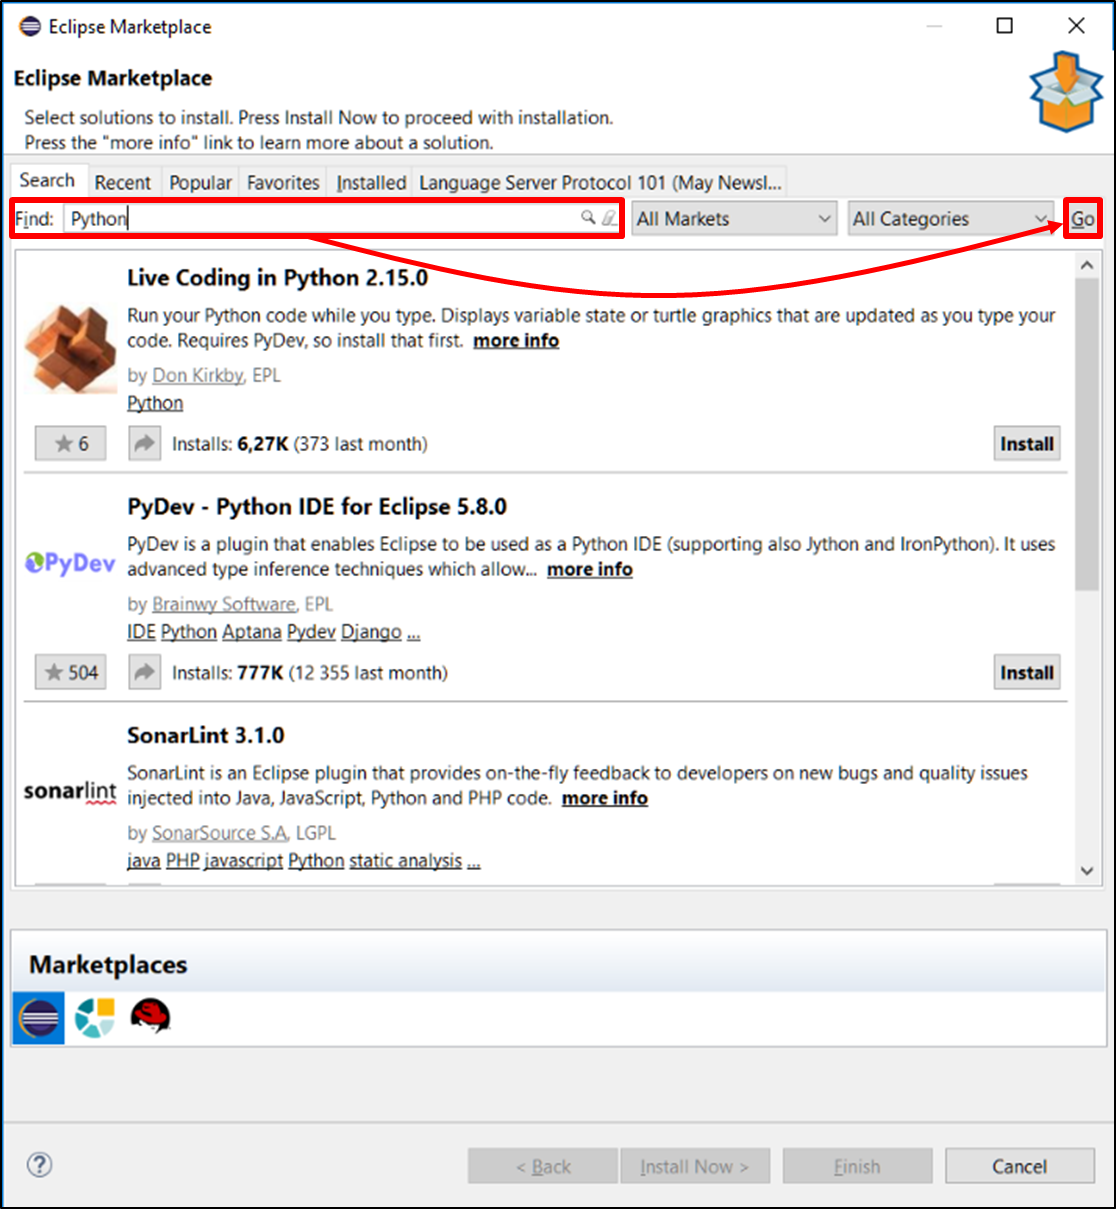 Eclipse Marketplace
Eclipse Marketplace
Select solutions to install. Press Install Now to proceed with installation.
Press the "more info" link to learn more about a solution.
Search Recent Popular Favorites Installed Language Server Protocol 101 (May Newsl...
Find: Python All Markets All Categories Go
Live Coding in Python 2.15.0
Run your Python code while you type. Displays variable state or turtle graphics that are updated as you type your
code. Requires PyDev, so install that first. more info
by Don Kirkby, EPL
Python
6 Installs: 6,27K (373 last month) Install
PyDev - Python IDE for Eclipse 5.8.0
PyDev is a plugin that enables Eclipse to be used as a Python IDE (supporting also Jython and IronPython). It uses
PyDev
advanced type inference techniques which allow... more info
by Brainwy Software, EPL
IDE Python Aptana Pydev Django ...
504 Installs: 777K (12 355 last month) Install
SonarLint 3.1.0
SonarLint is an Eclipse plugin that provides on-the-fly feedback to developers on new bugs and quality issues
sonarlint
injected into Java, JavaScript, Python and PHP code. more info
by SonarSource S.A, LGPL
java PHP javascript Python static analysis ...
Marketplaces
? < Back Install Now > Finish Cancel